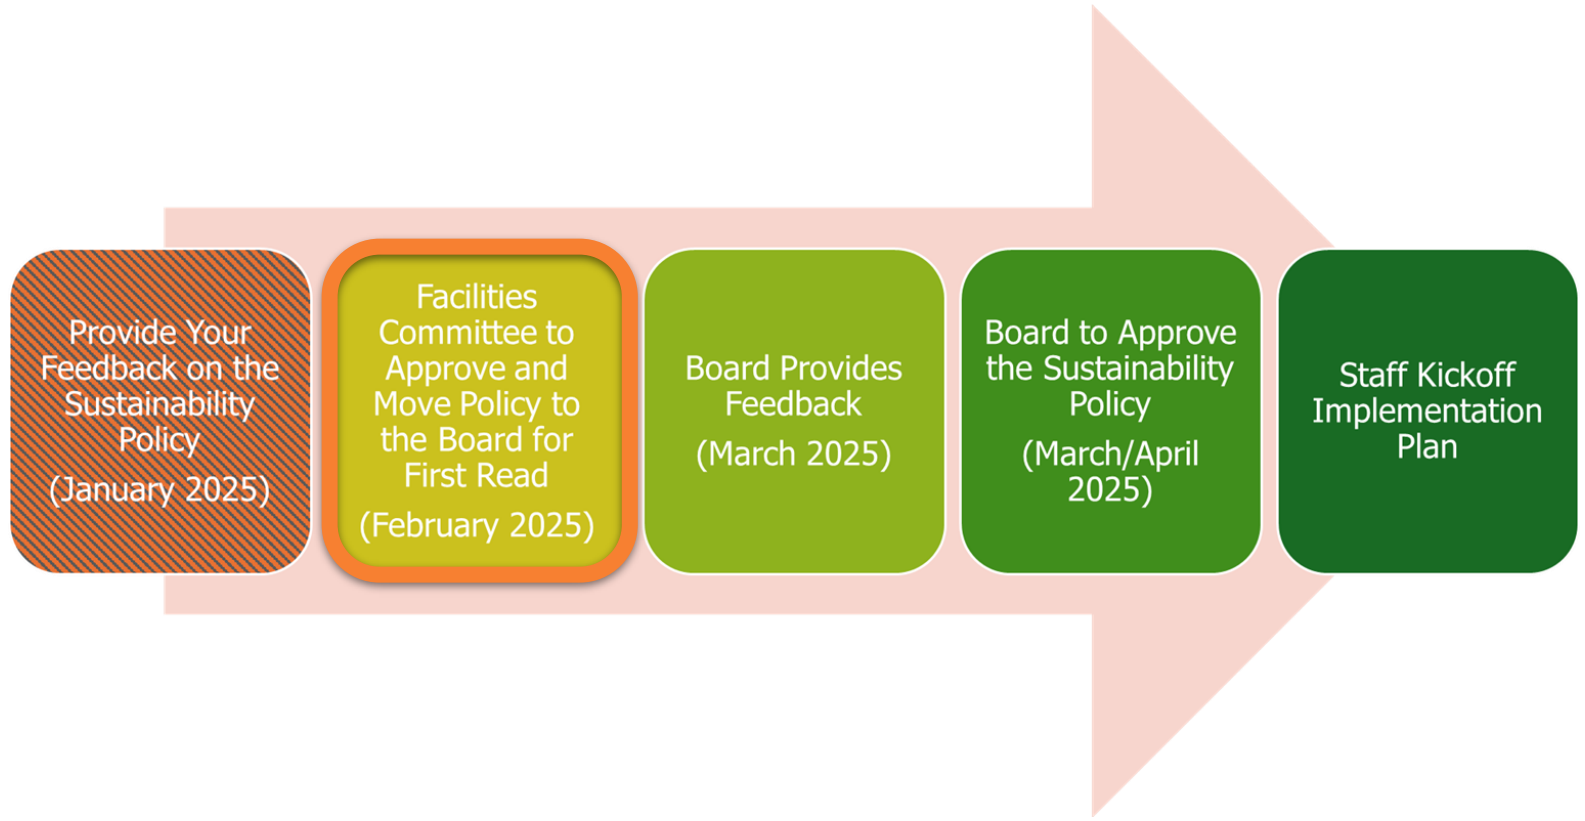 Provide Your
Feedback on the
Sustainability
Policy
(January 2025)
Facilities
Committee to
Approve and
Move Policy to
the Board for
First Read
(February 2025)
Board Provides
Feedback
(March 2025)
Board to Approve
the Sustainability
Policy
(March/April
2025)
Staff Kickoff
Implementation
Plan